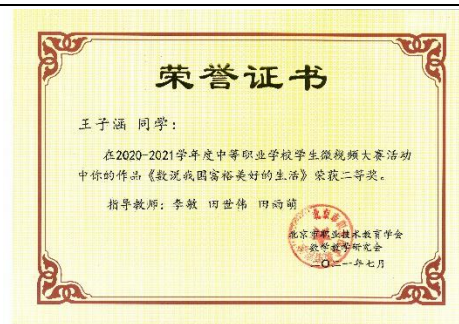 荣誉证书
王子涵 同学：
在2020-2021学年度中等职业学校学生微视频大赛活动
中你的作品《数说我国富裕美好的生活》荣获二等奖。
指导教师：李敏 田世伟 田雨萌
北京市职业技术教育学会
数学教学研究会
二〇二一年七月